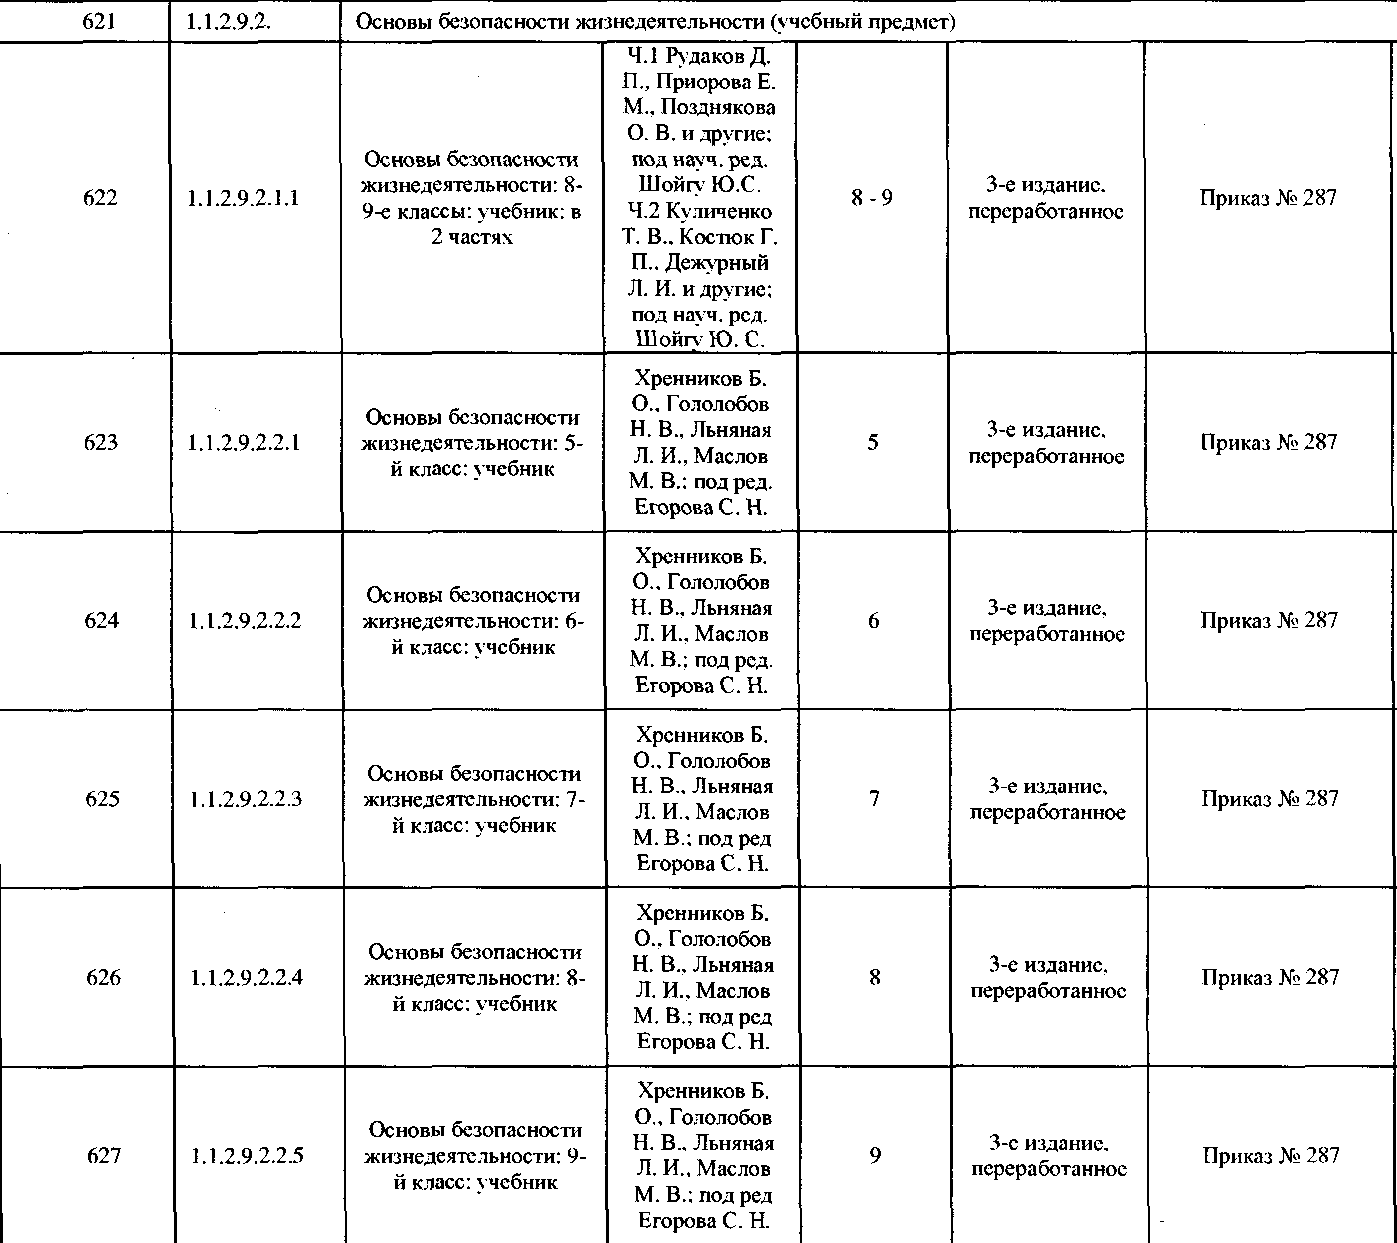 621 1.1.2.9.2. Основы безопасности жизнедеятельности (учебный предмет)
622
1.1.2.9.2.1.1
Основы безопасности
жизнедеятельности: 8-
9-е классы: учебник: в
2 частях
Ч.1 Рудаков Д.
П., Приорова Е.
М., Позднякова
О. В. и другие;
под науч. ред.
Шойгу Ю.С.
Ч.2 Куличенко
Т. В., Костюк Г.
П., Дежурный
Л. И. и другие;
под науч. ред.
Шойгу Ю. С.
8 - 9
3-е издание,
переработанное
Приказ № 287
623
1.1.2.9.2.2.1
Основы безопасности
жизнедеятельности: 5-
й класс: учебник
Хренников Б.
О., Гололобов
Н. В., Льняная
Л. И., Маслов
М. В.; под ред.
Егорова С. Н.
5
3-е издание,
переработанное
Приказ № 287
624
1.1.2.9.2.2.2
Основы безопасности
жизнедеятельности: 6-
й класс: учебник
Хренников Б.
О., Гололобов
Н. В., Льняная
Л. И., Маслов
М. В.; под ред.
Егорова С. Н.
6
3-е издание,
переработанное
Приказ № 287
625
1.1.2.9.2.2.3
Основы безопасности
жизнедеятельности: 7-
й класс: учебник
Хренников Б.
О., Гололобов
Н. В., Льняная
Л. И., Маслов
М. В.; под ред
Егорова С. Н.
7
3-е издание,
переработанное
Приказ № 287
626
1.1.2.9.2.2.4
Основы безопасности
жизнедеятельности: 8-
й класс: учебник
Хренников Б.
О., Гололобов
Н. В., Льняная
Л. И., Маслов
М. В.; под ред
Егорова С. Н.
8
3-е издание,
переработанное
Приказ № 287
627
1.1.2.9.2.2.5
Основы безопасности
жизнедеятельности: 9-
й класс: учебник
Хренников Б.
О., Гололобов
Н. В., Льняная
Л. И., Маслов
М. В.; под ред
Егорова С. Н.
9
3-е издание,
переработанное
Приказ № 287